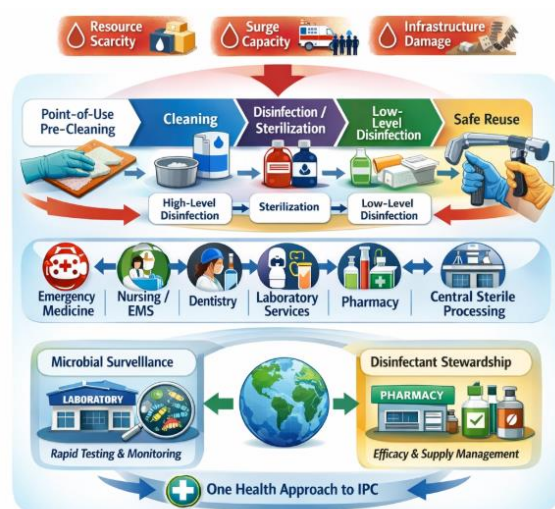 Resource
Scarcity
Surge
Capacity
Infrastructure
Damage
Point-of-Use
Pre-Cleaning
Cleaning
Disinfection /
Sterilization
Low-
Level
Disinfection
Safe Reuse
High-Level
Disinfection
Sterilization
Low-Level
Disinfection
Emergency
Medicine
Nursing /
EMS
Dentistry
Laboratory
Services
Pharmacy
Central Sterile
Processing
Microbial Survelllance
LABORATORY
Rapid Testing & Monitoring
Disinfectant Stewardship
PHARMACY
Efficacy & Supply Management
One Health Approach to IPC